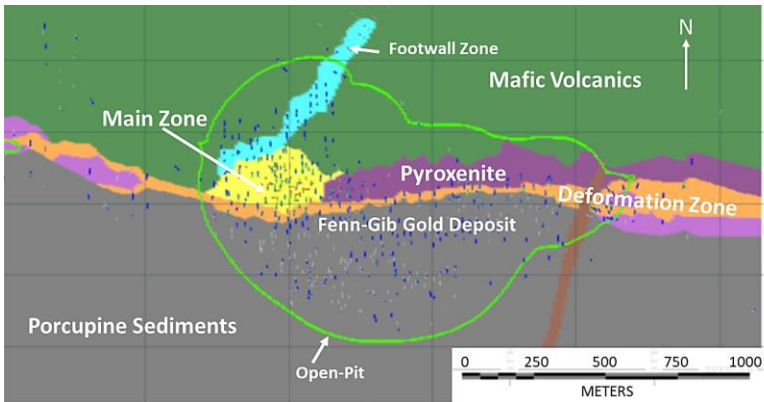 N
Footwall Zone
Mafic Volcanics
Main Zone
Pyroxenite
Deformation Zone
Fenn-Gib Gold Deposit
Porcupine Sediments
Open-Pit
0 250 500 750 1000
METERS